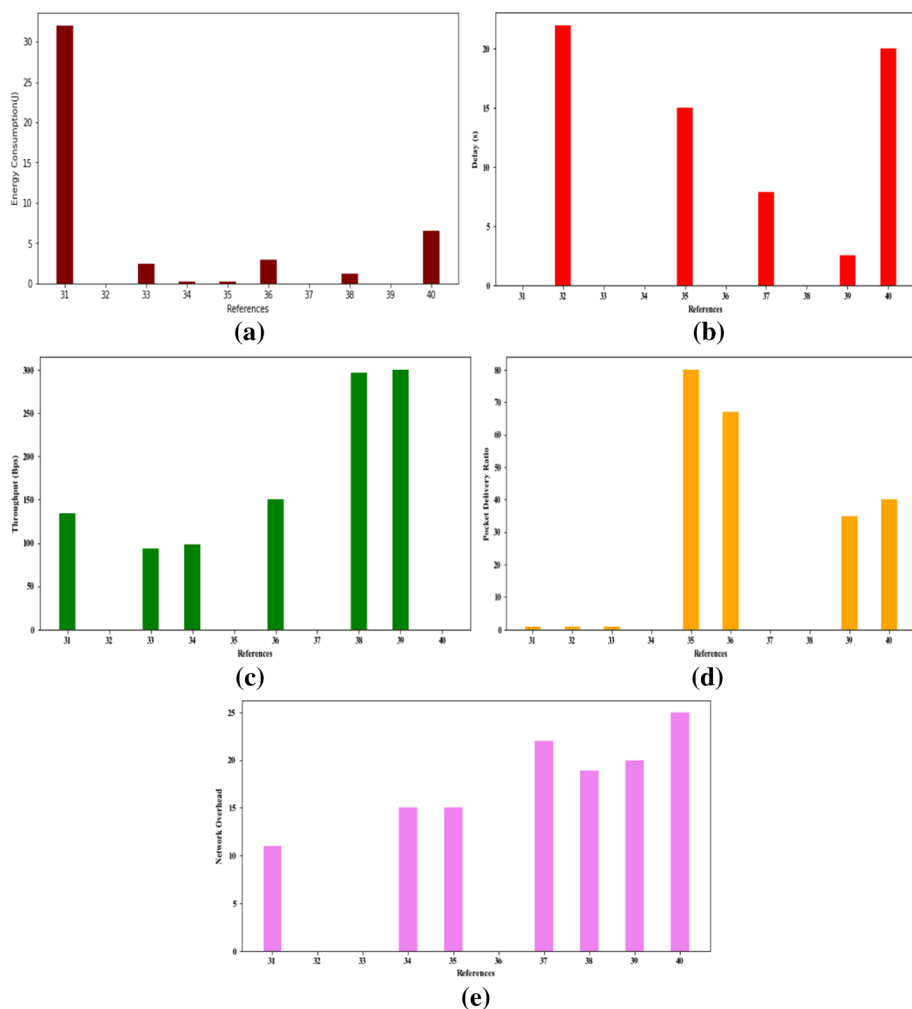 30
25
20
15
10
5
0
Energy Consumption(J)
31 32 33 34 35 36 37 38 39 40
References
(a)
20
15
10
5
0
Delay (s)
31 32 33 34 35 36 37 38 39 40
References
(b)
300
250
200
150
100
50
0
Throughput (Bps)
31 32 33 34 35 36 37 38 39 40
References
(c)
80
70
60
50
40
30
20
10
0
Pocket Delivery Ratio
31 32 33 34 35 36 37 38 39 40
References
(d)
25
20
15
10
5
0
Network Overhead
31 32 33 34 35 36 37 38 39 40
References
(e)